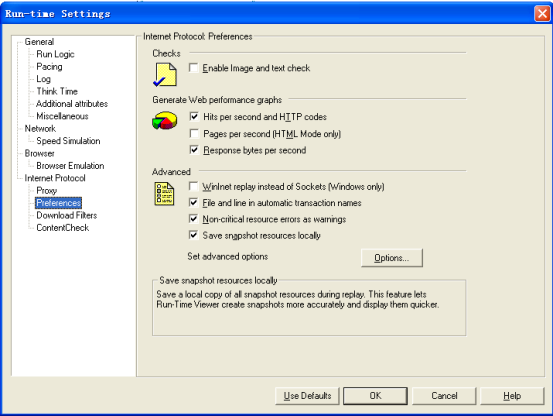 Run-time Settings
General
Run Logic
Pacing
Log
Think Time
Additional attributes
Miscellaneous
Network
Speed Simulation
Browser
Browser Emulation
Internet Protocol
Proxy
Preferences
Download Filters
ContentCheck
Internet Protocol: Preferences
Checks
Enable Image and text check
Generate Web performance graphs
Hits per second and HTTP codes
Pages per second (HTML Mode only)
Response bytes per second
Advanced
WinInet replay instead of Sockets (Windows only)
File and line in automatic transaction names
Non-critical resource errors as warnings
Save snapshot resources locally
Set advanced options
Options...
Save snapshot resources locally
Save a local copy of all snapshot resources during replay. This feature lets
Run-Time Viewer create snapshots more accurately and display them quicker.
Use Defaults
OK
Cancel
Help